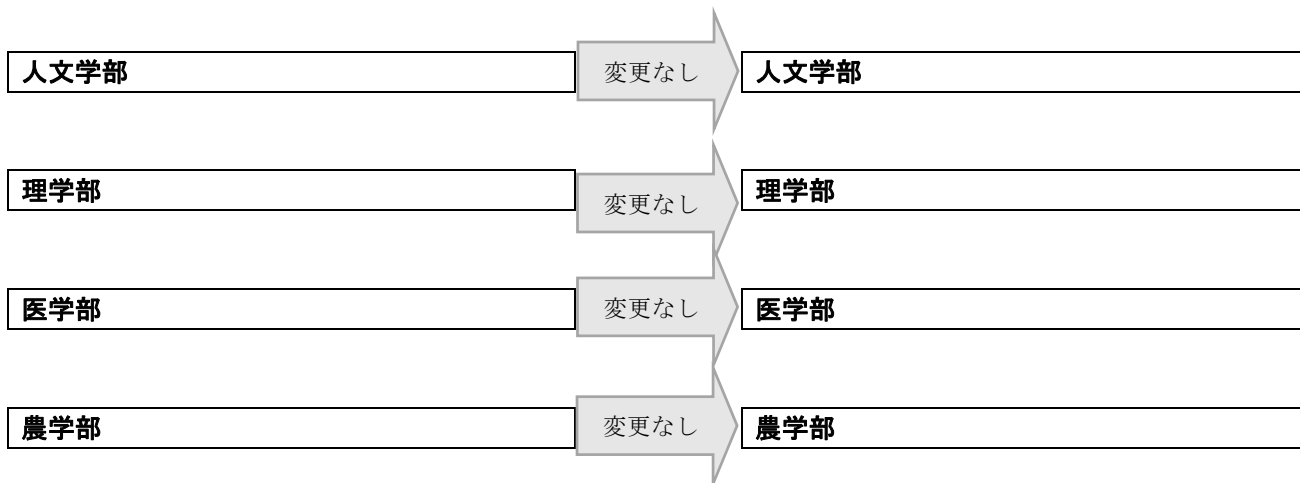 人文学部 変更なし 人文学部
理学部 変更なし 理学部
医学部 変更なし 医学部
農学部 変更なし 農学部